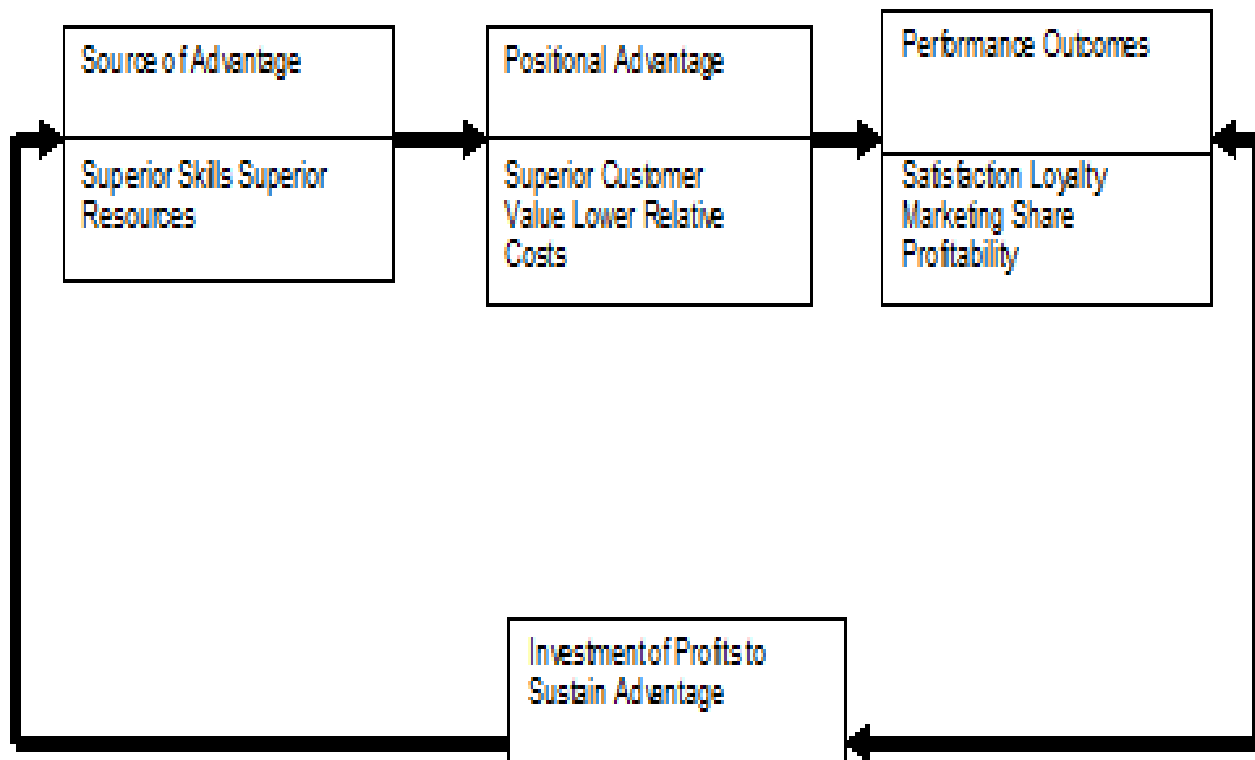 Source of Advantage
Superior Skills Superior
Resources
Positional Advantage
Superior Customer
Value Lower Relative
Costs
Performance Outcomes
Satisfaction Loyalty
Marketing Share
Profitability
Investment of Profits to
Sustain Advantage